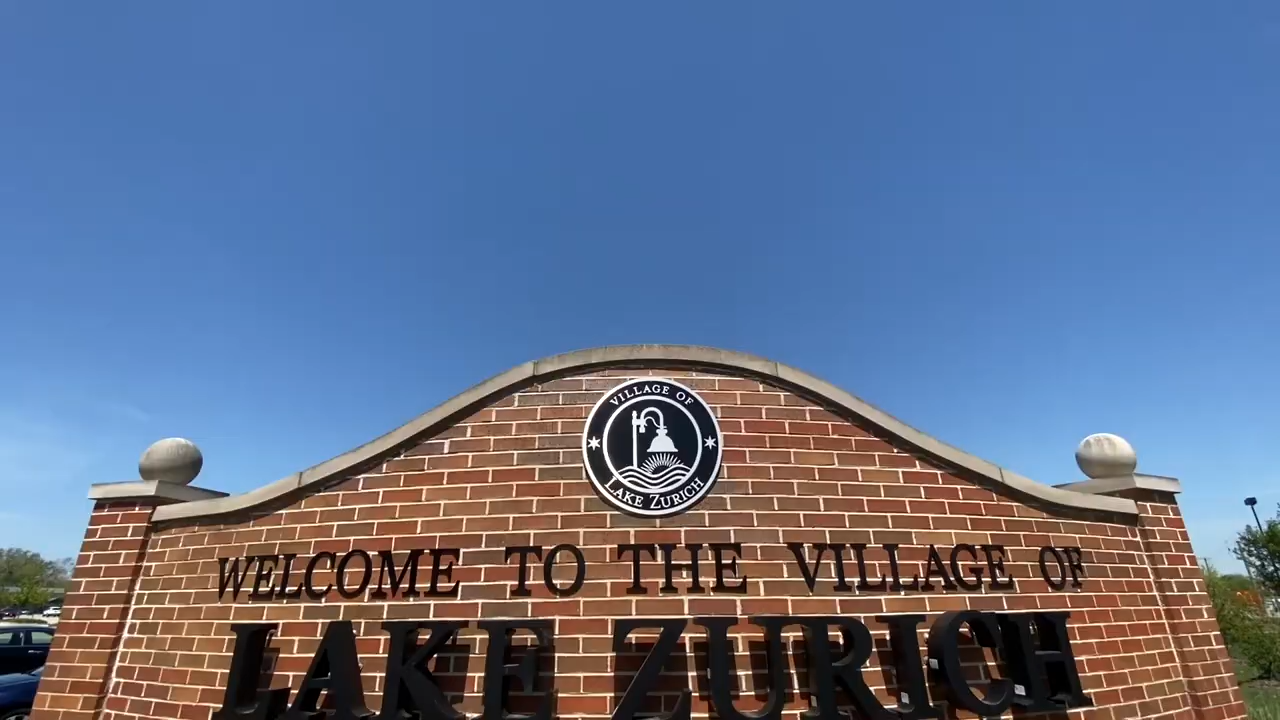 VILLAGE OF
LAKE ZURICH
WELCOME TO THE VILLAGE OF
LAKE ZURICH